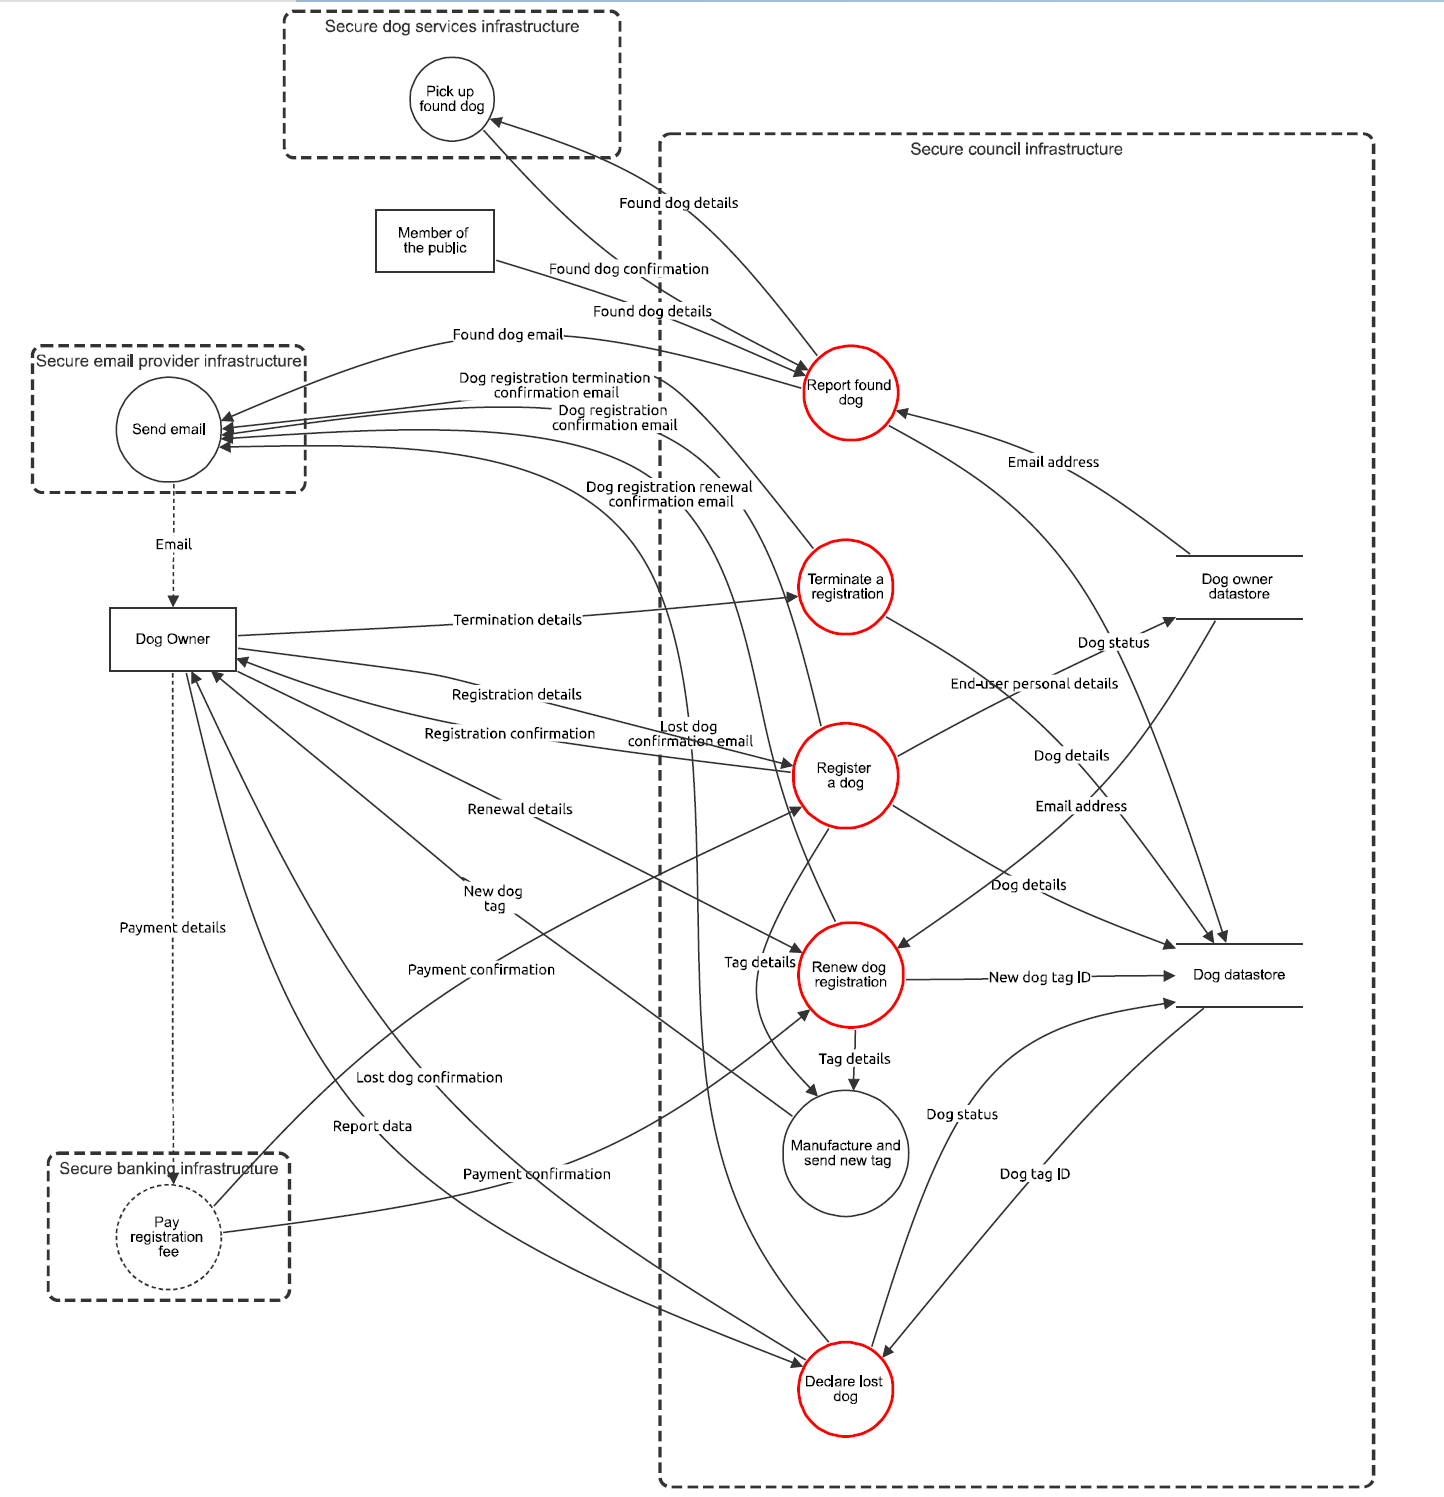 Secure dog services infrastructure
Pick up
found dog
Secure council infrastructure
Found dog details
Member of
the public
Found dog confirmation
Found dog details
Found dog email
Secure email provider infrastructure
Dog registration termination
confirmation email
Report found
dog
Dog registration
confirmation email
Send email
Email address
Dog registration renewal
confirmation email
Email
Terminate a
registration
Dog owner
datastore
Termination details
Dog Owner
Dog status
End-user personal details
Registration details
Lost dog
confirmation email
Registration confirmation
Dog details
Register
a dog
Renewal details
Email address
New dog
tag
Dog details
Payment details
Tag details
Payment confirmation
Renew dog
registration
New dog tag ID
Dog datastore
Tag details
Lost dog confirmation
Dog status
Report data
Manufacture and
send new tag
Secure banking infrastructure
Payment confirmation
Dog tag ID
Pay
registration
fee
Declare lost
dog